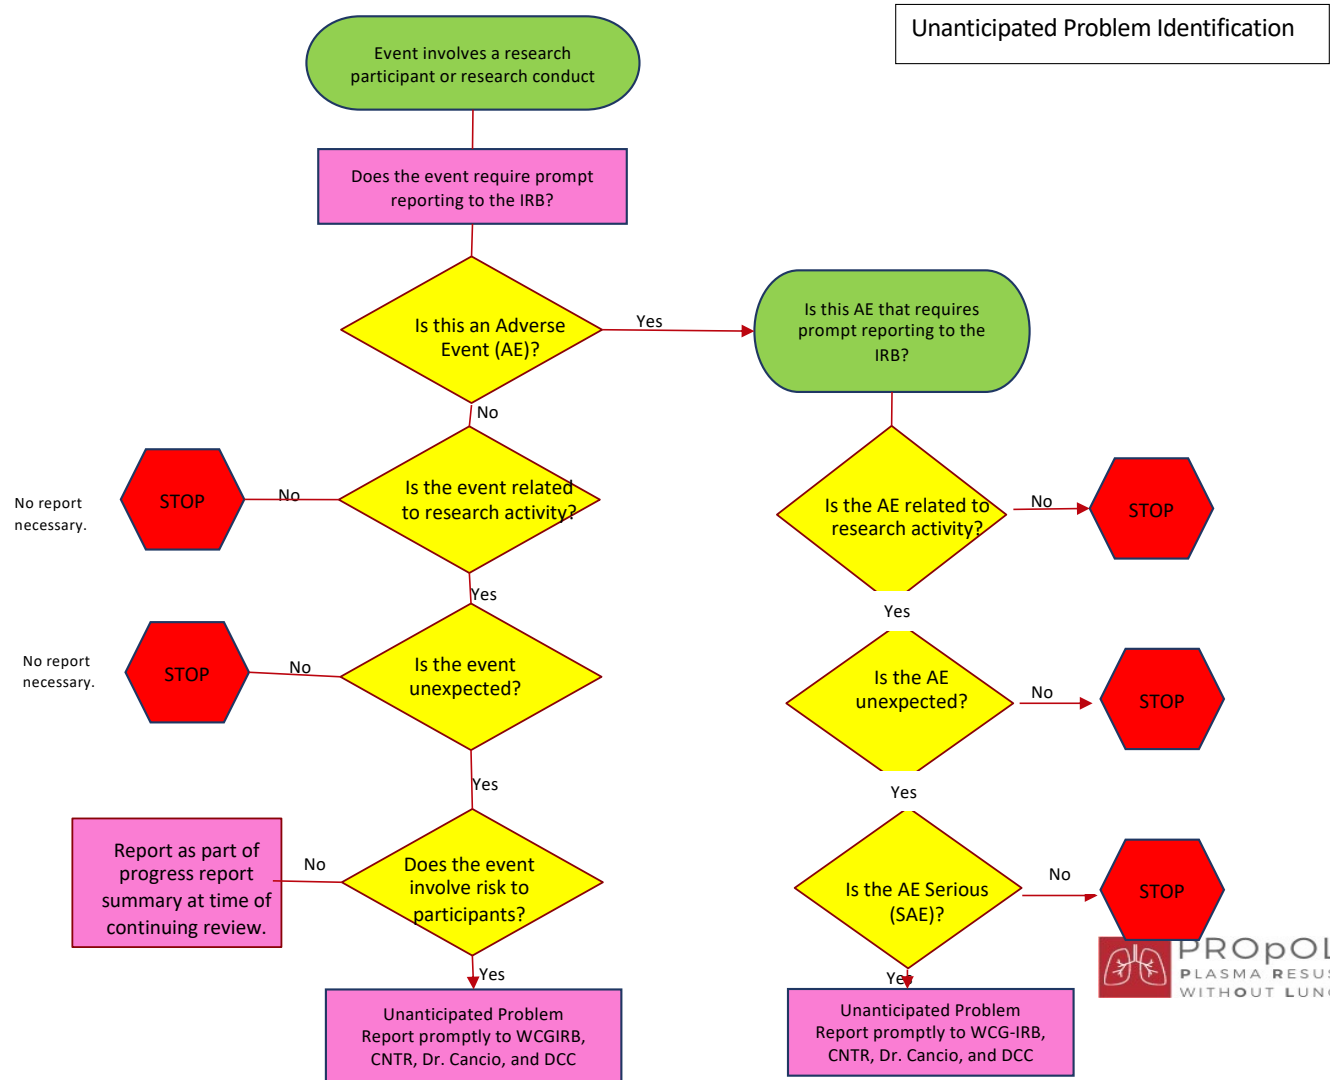 Unanticipated Problem Identification
Event involves a research
participant or research conduct
Does the event require prompt
reporting to the IRB?
Is this an Adverse
Event (AE)?
Yes
Is this AE that requires
prompt reporting to the
IRB?
No
No report
necessary.
STOP
No
Is the event related
to research activity?
Is the AE related to
research activity?
No
STOP
Yes
Yes
No report
necessary.
STOP
No
Is the event
unexpected?
Is the AE
unexpected?
No
STOP
Yes
Yes
Report as part of
progress report
summary at time of
continuing review.
No
Does the event
involve risk to
participants?
Is the AE Serious
(SAE)?
No
STOP
Yes
Yes
Unanticipated Problem
Report promptly to WCGIRB,
CNTR, Dr. Cancio, and DCC
Unanticipated Problem
Report promptly to WCG-IRB,
CNTR, Dr. Cancio, and DCC
PROpOL
PLASMA RESUS
WITHOUT LUNG